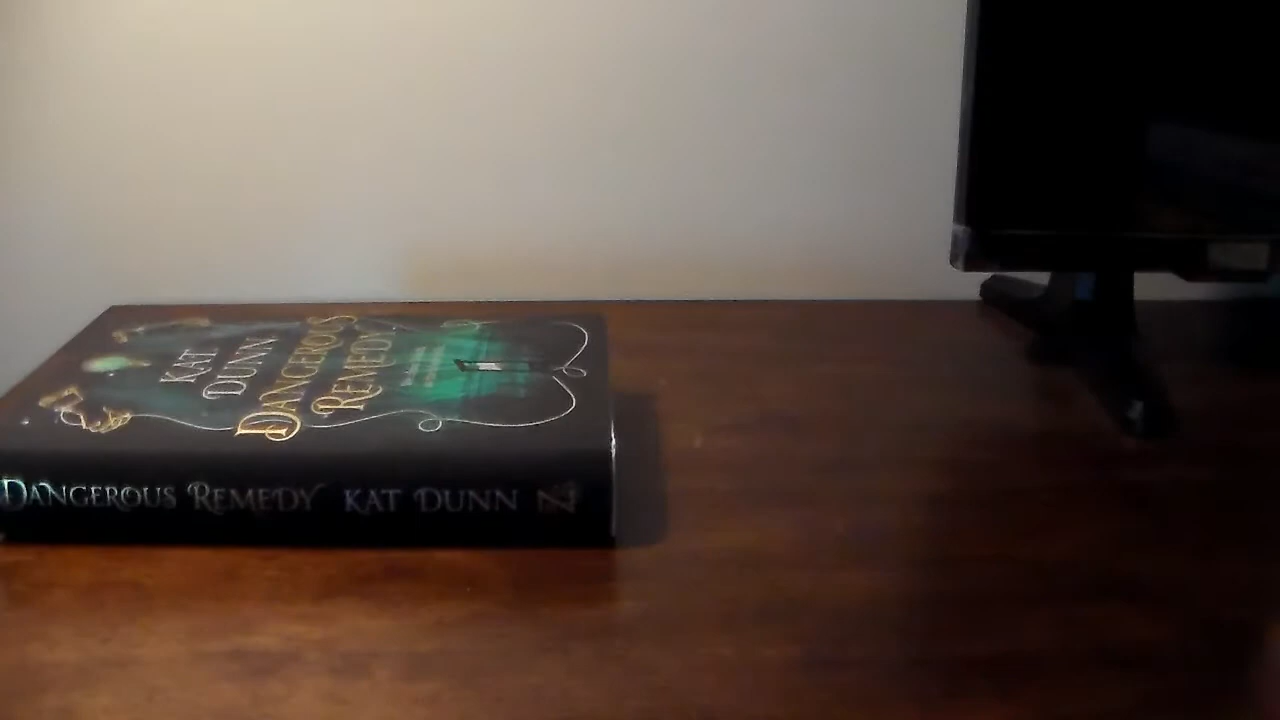 KAT
DUNN
DANGEROUS
REMEDY
DANGEROUS REMEDY KAT DUNN